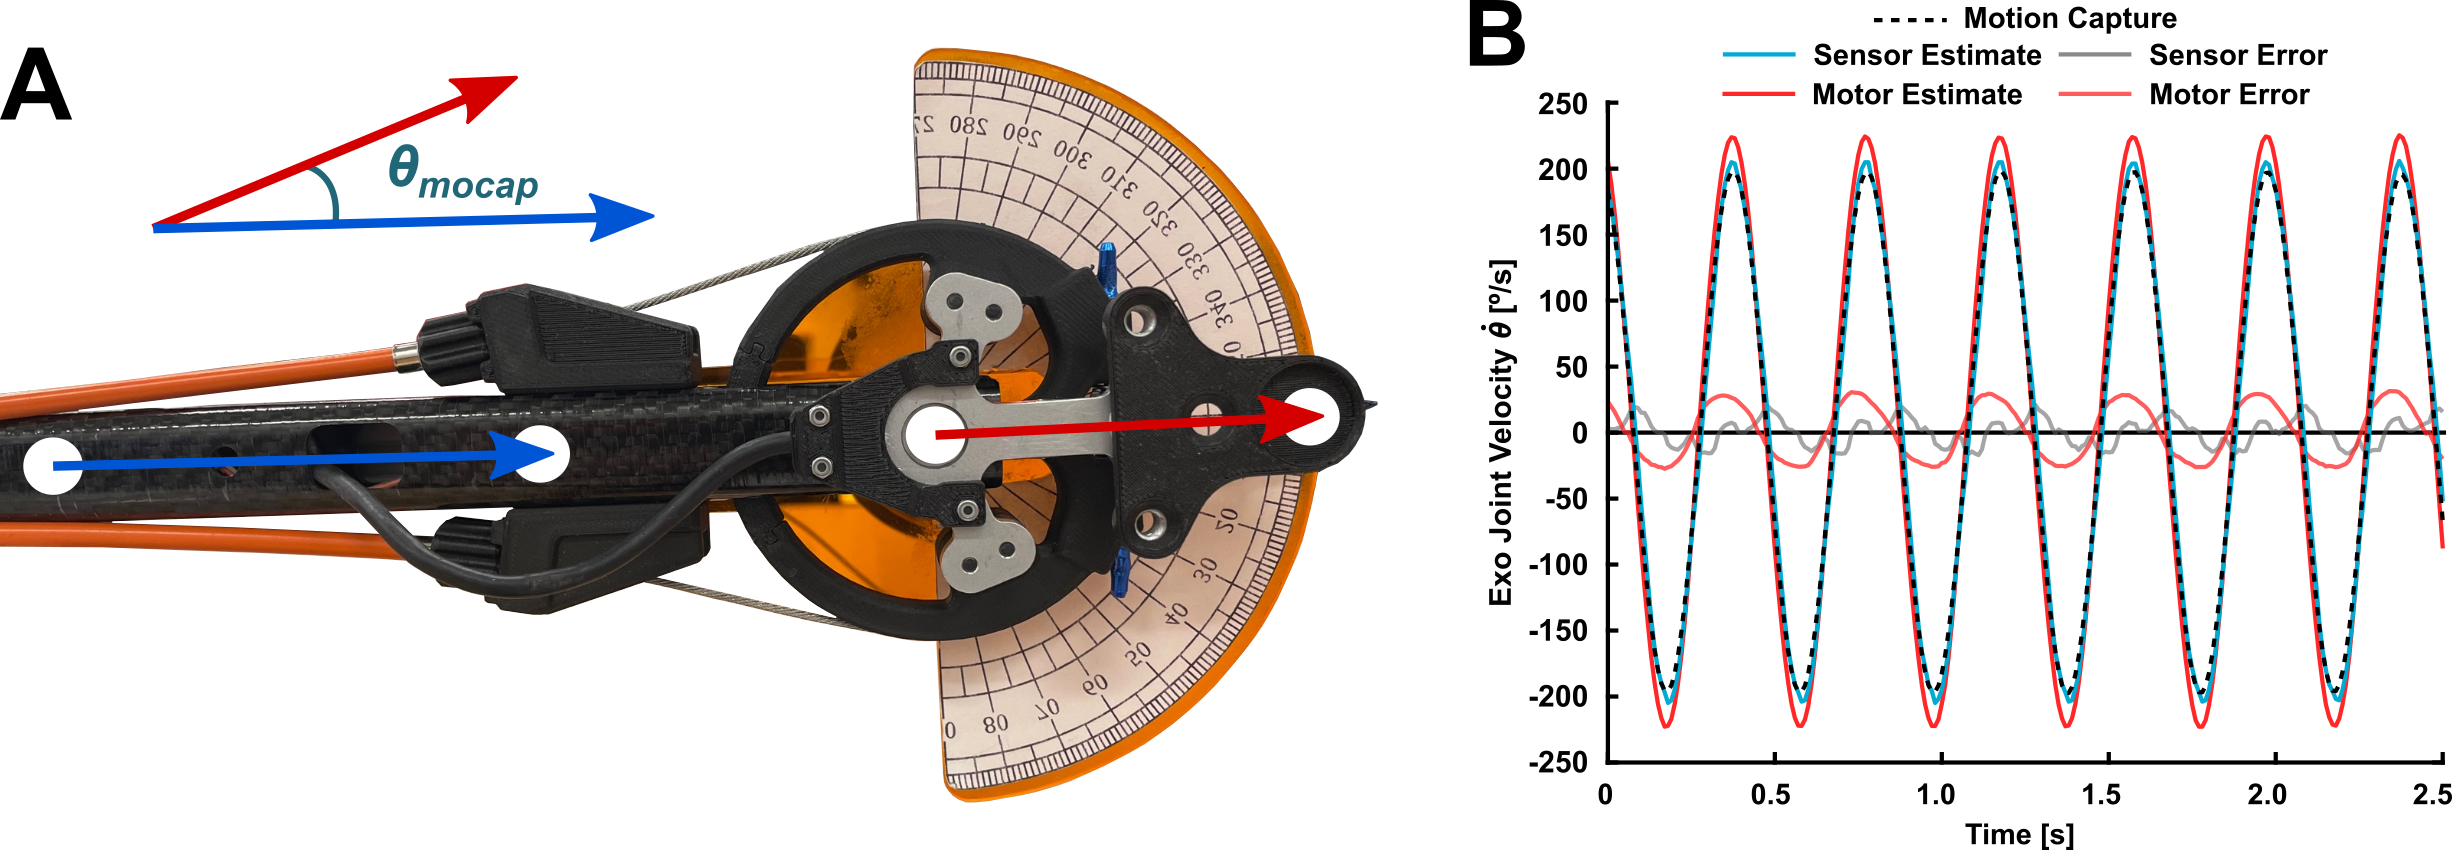 A
θmocap
27 280 290 300 310 320 330 340
20 30 40 50 60 70 80 0
B
Motion Capture
Sensor Estimate Sensor Error
Motor Estimate Motor Error
Exo Joint Velocity θ̇ [º/s]
250
200
150
100
50
0
-50
-100
-150
-200
-250
0 0.5 1.0 1.5 2.0 2.5
Time [s]